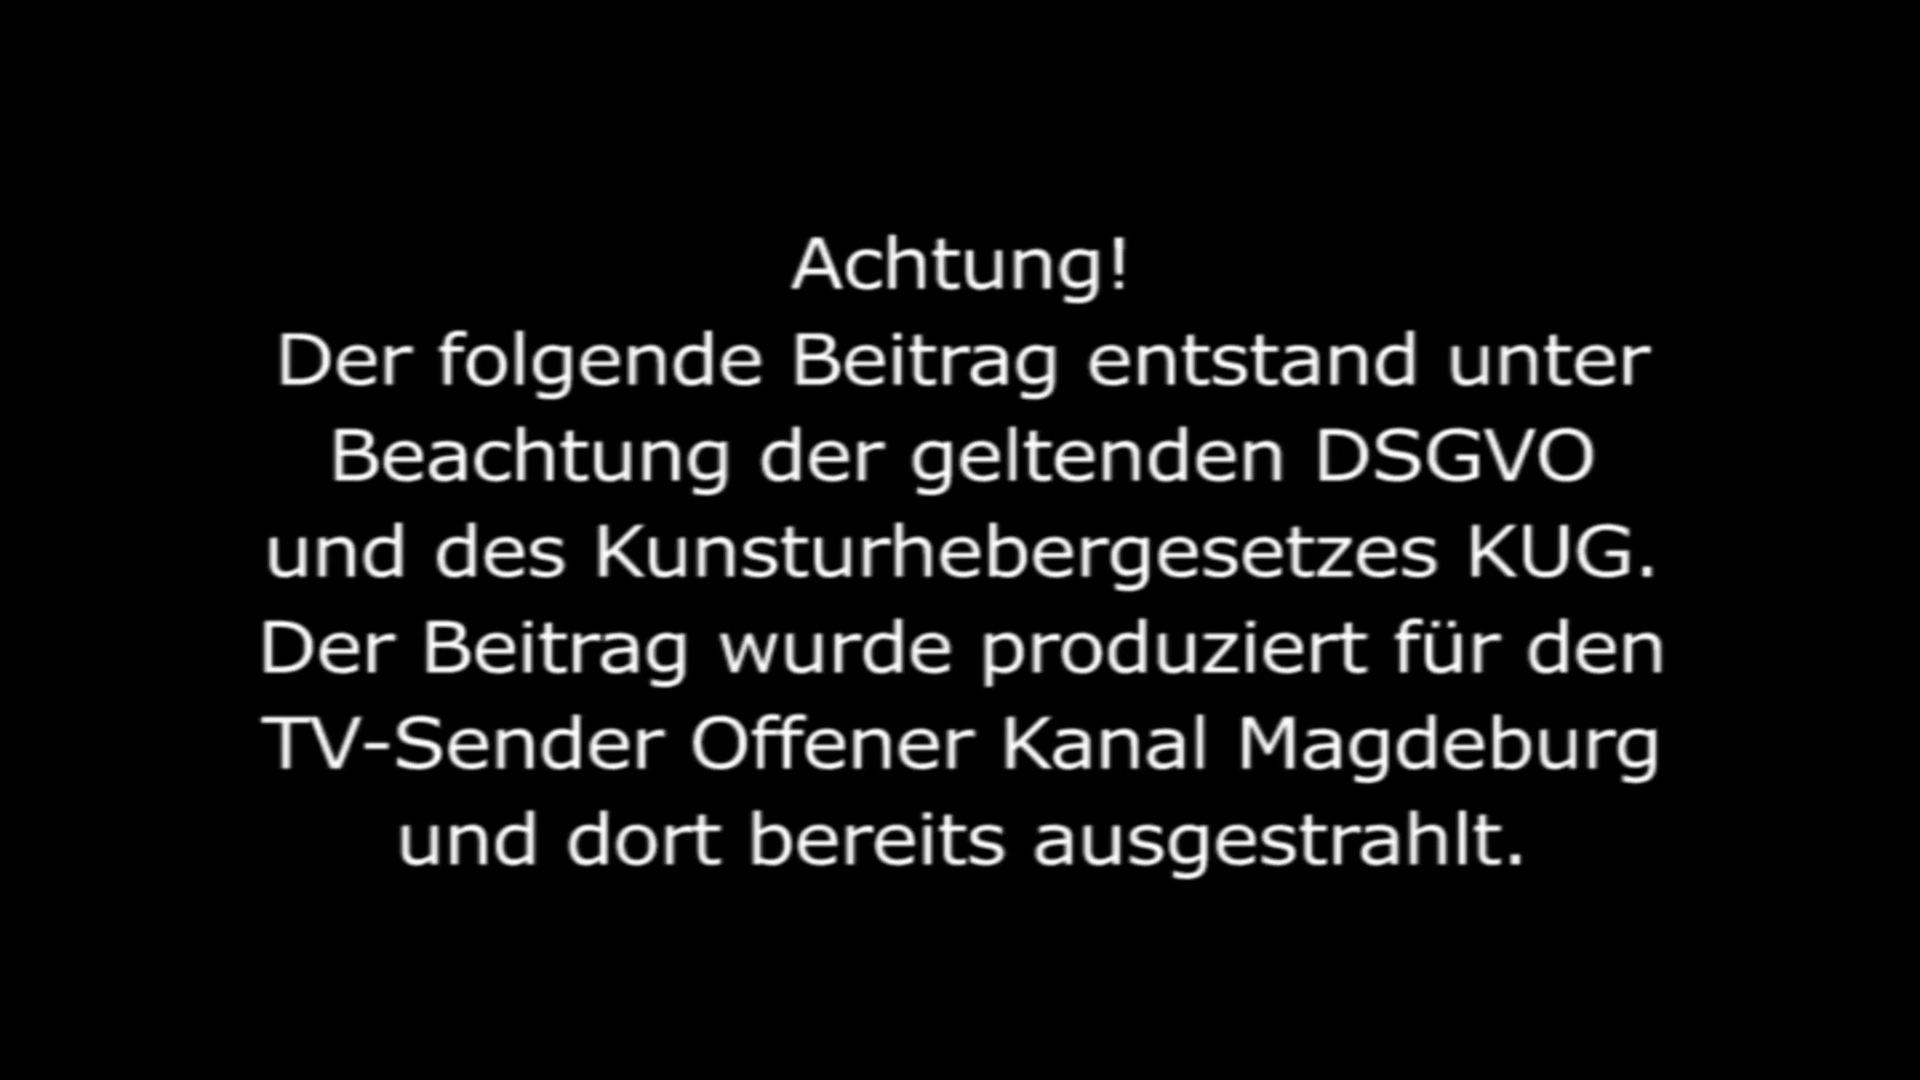 Achtung!
Der folgende Beitrag entstand unter
Beachtung der geltenden DSGVO
und des Kunsturhebergesetzes KUG.
Der Beitrag wurde produziert für den
TV-Sender Offener Kanal Magdeburg
und dort bereits ausgestrahlt.